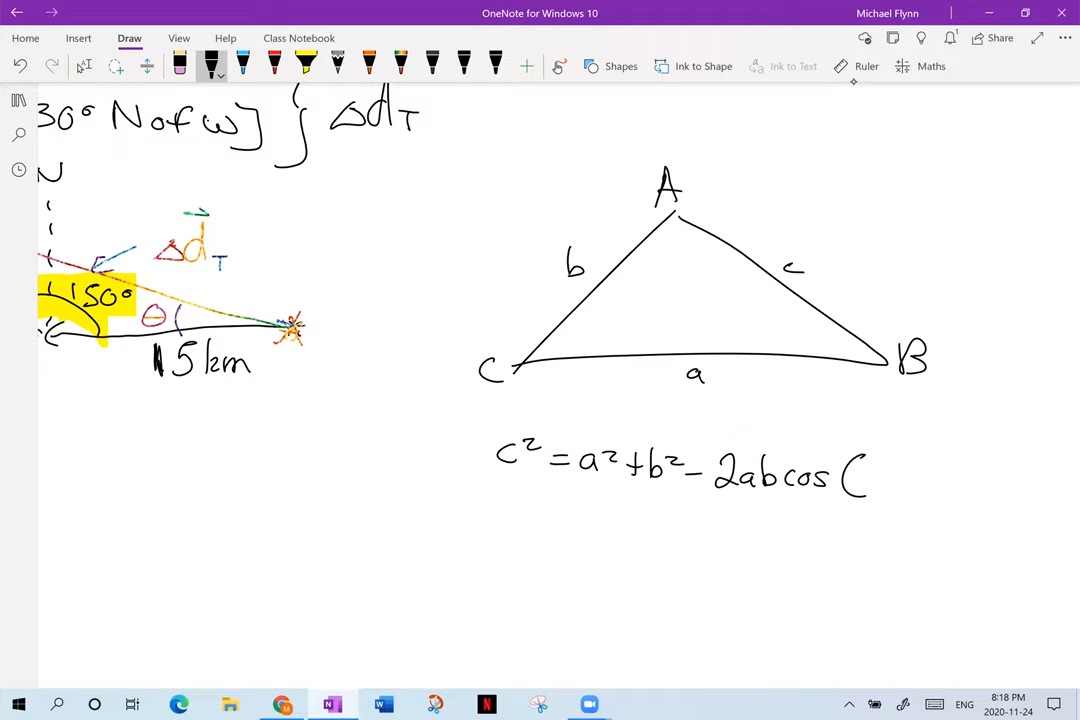 OneNote for Windows 10
Michael Flynn
Home Insert Draw View Help Class Notebook
Share
Shapes Ink to Shape Ink to Text Ruler Maths
30° N of W] } Δd T
N
Δd T
150°
θ
15 km
A
b
c
C
B
a
c² = a² + b² - 2ab cos (
ENG
8:18 PM
2020-11-24